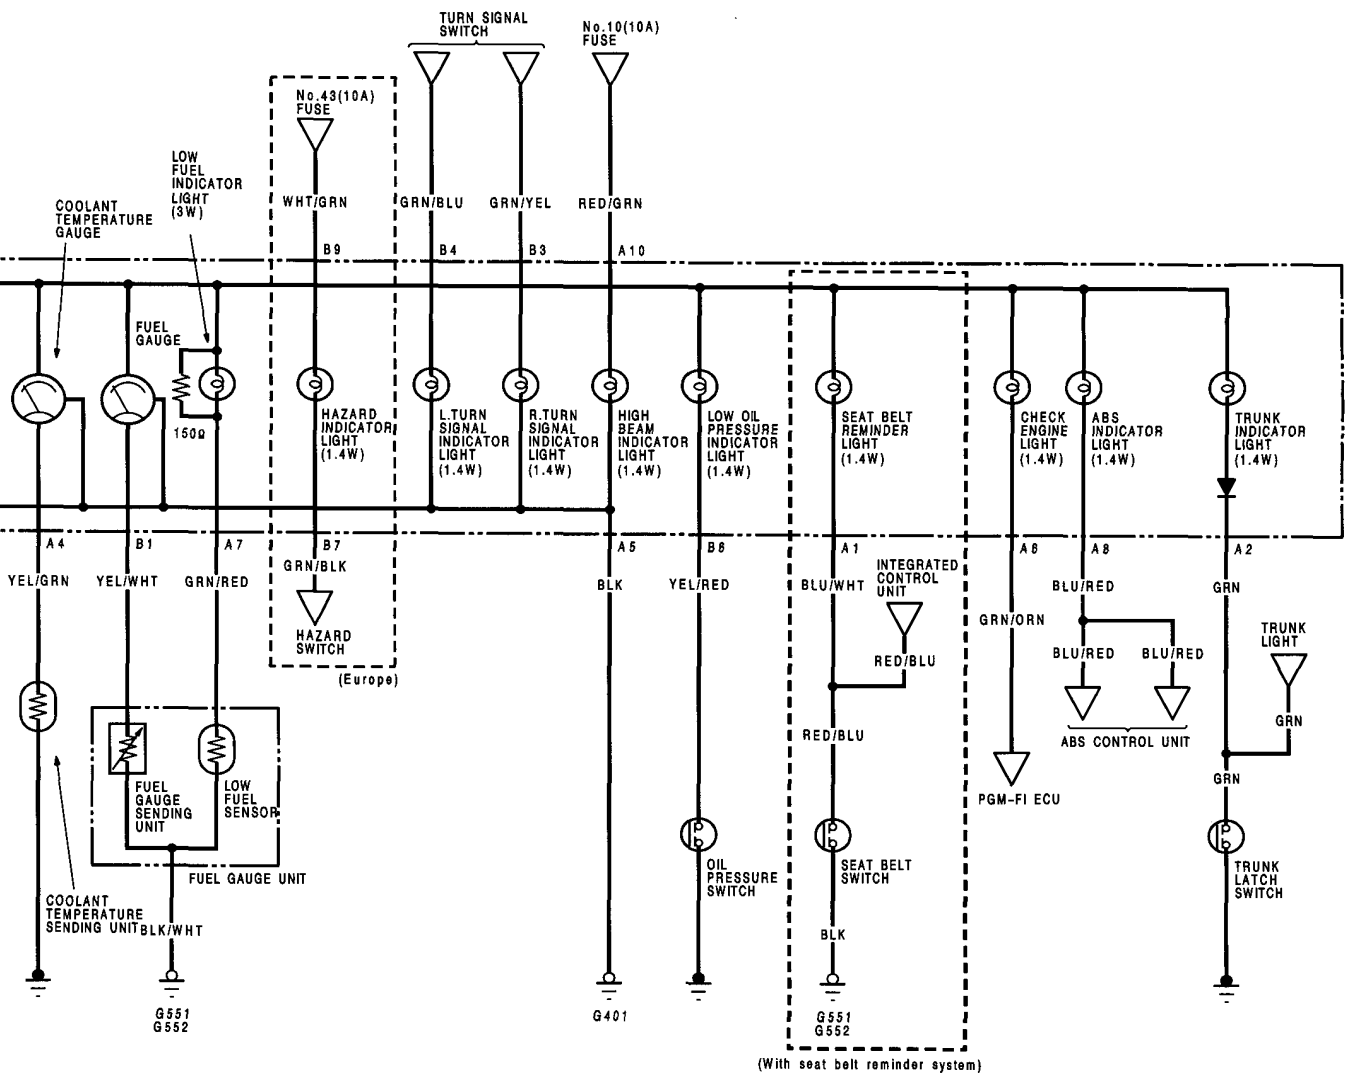 TURN SIGNAL
SWITCH
No.10(10A)
FUSE
No.43(10A)
FUSE
LOW
FUEL
INDICATOR
LIGHT
(3W)
COOLANT
TEMPERATURE
GAUGE
WHT/GRN
GRN/BLU
GRN/YEL
RED/GRN
B9
B4
B3
A10
FUEL
GAUGE
150Ω
HAZARD
INDICATOR
LIGHT
(1.4W)
L.TURN
SIGNAL
INDICATOR
LIGHT
(1.4W)
R.TURN
SIGNAL
INDICATOR
LIGHT
(1.4W)
HIGH
BEAM
INDICATOR
LIGHT
(1.4W)
LOW OIL
PRESSURE
INDICATOR
LIGHT
(1.4W)
SEAT BELT
REMINDER
LIGHT
(1.4W)
CHECK
ENGINE
LIGHT
(1.4W)
ABS
INDICATOR
LIGHT
(1.4W)
TRUNK
INDICATOR
LIGHT
(1.4W)
A4
B1
A7
B7
A5
B6
A1
A6
A8
A2
YEL/GRN
YEL/WHT
GRN/RED
GRN/BLK
BLK
YEL/RED
BLU/WHT
INTEGRATED
CONTROL
UNIT
BLU/RED
GRN
HAZARD
SWITCH
(Europe)
GRN/ORN
TRUNK
LIGHT
RED/BLU
BLU/RED
BLU/RED
RED/BLU
GRN
ABS CONTROL UNIT
GRN
PGM-FI ECU
FUEL
GAUGE
SENDING
UNIT
LOW
FUEL
SENSOR
FUEL GAUGE UNIT
OIL
PRESSURE
SWITCH
SEAT BELT
SWITCH
TRUNK
LATCH
SWITCH
COOLANT
TEMPERATURE
SENDING UNIT
BLK/WHT
BLK
G551
G552
G401
G551
G552
(With seat belt reminder system)